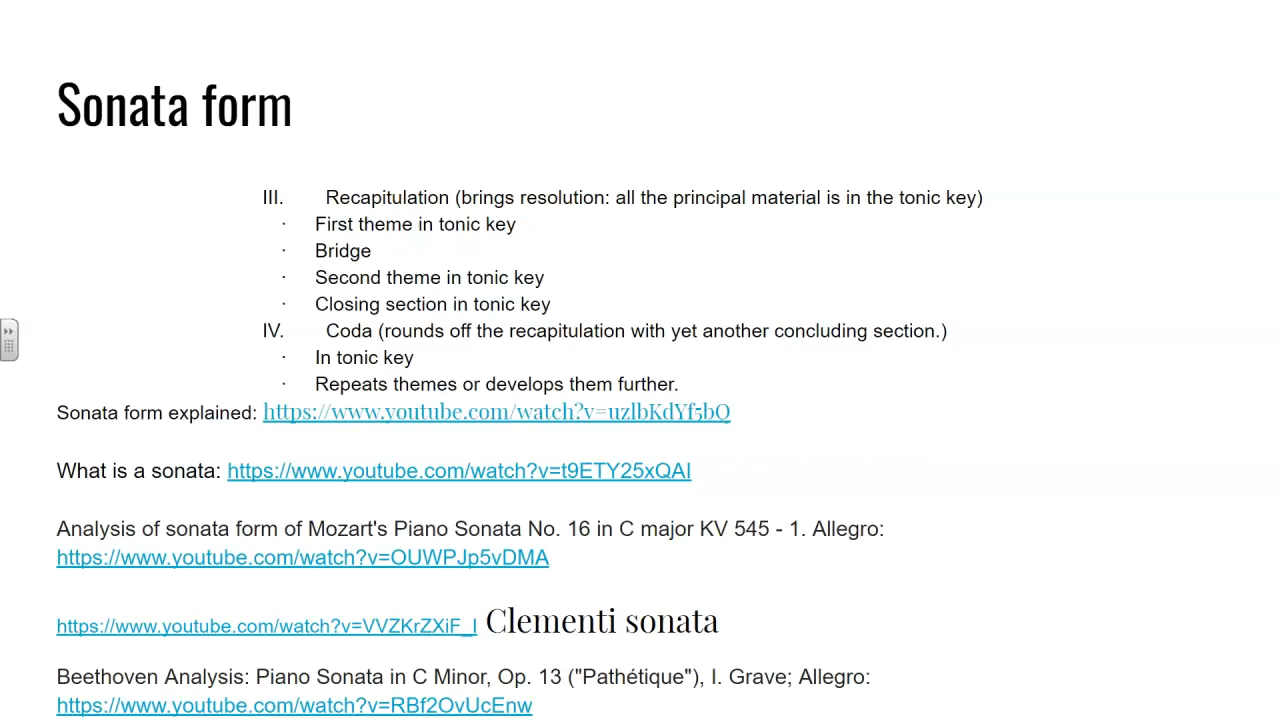 Sonata form
III. Recapitulation (brings resolution: all the principal material is in the tonic key)
· First theme in tonic key
· Bridge
· Second theme in tonic key
· Closing section in tonic key
IV. Coda (rounds off the recapitulation with yet another concluding section.)
· In tonic key
· Repeats themes or develops them further.
Sonata form explained: https://www.youtube.com/watch?v=uzlbKdYf5bQ
What is a sonata: https://www.youtube.com/watch?v=t9ETY25xQAI
Analysis of sonata form of Mozart's Piano Sonata No. 16 in C major KV 545 - 1. Allegro:
https://www.youtube.com/watch?v=OUWPJp5vDMA
https://www.youtube.com/watch?v=VVZKrZXiF_I Clementi sonata
Beethoven Analysis: Piano Sonata in C Minor, Op. 13 ("Pathétique"), I. Grave; Allegro:
https://www.youtube.com/watch?v=RBf2OvUcEnw